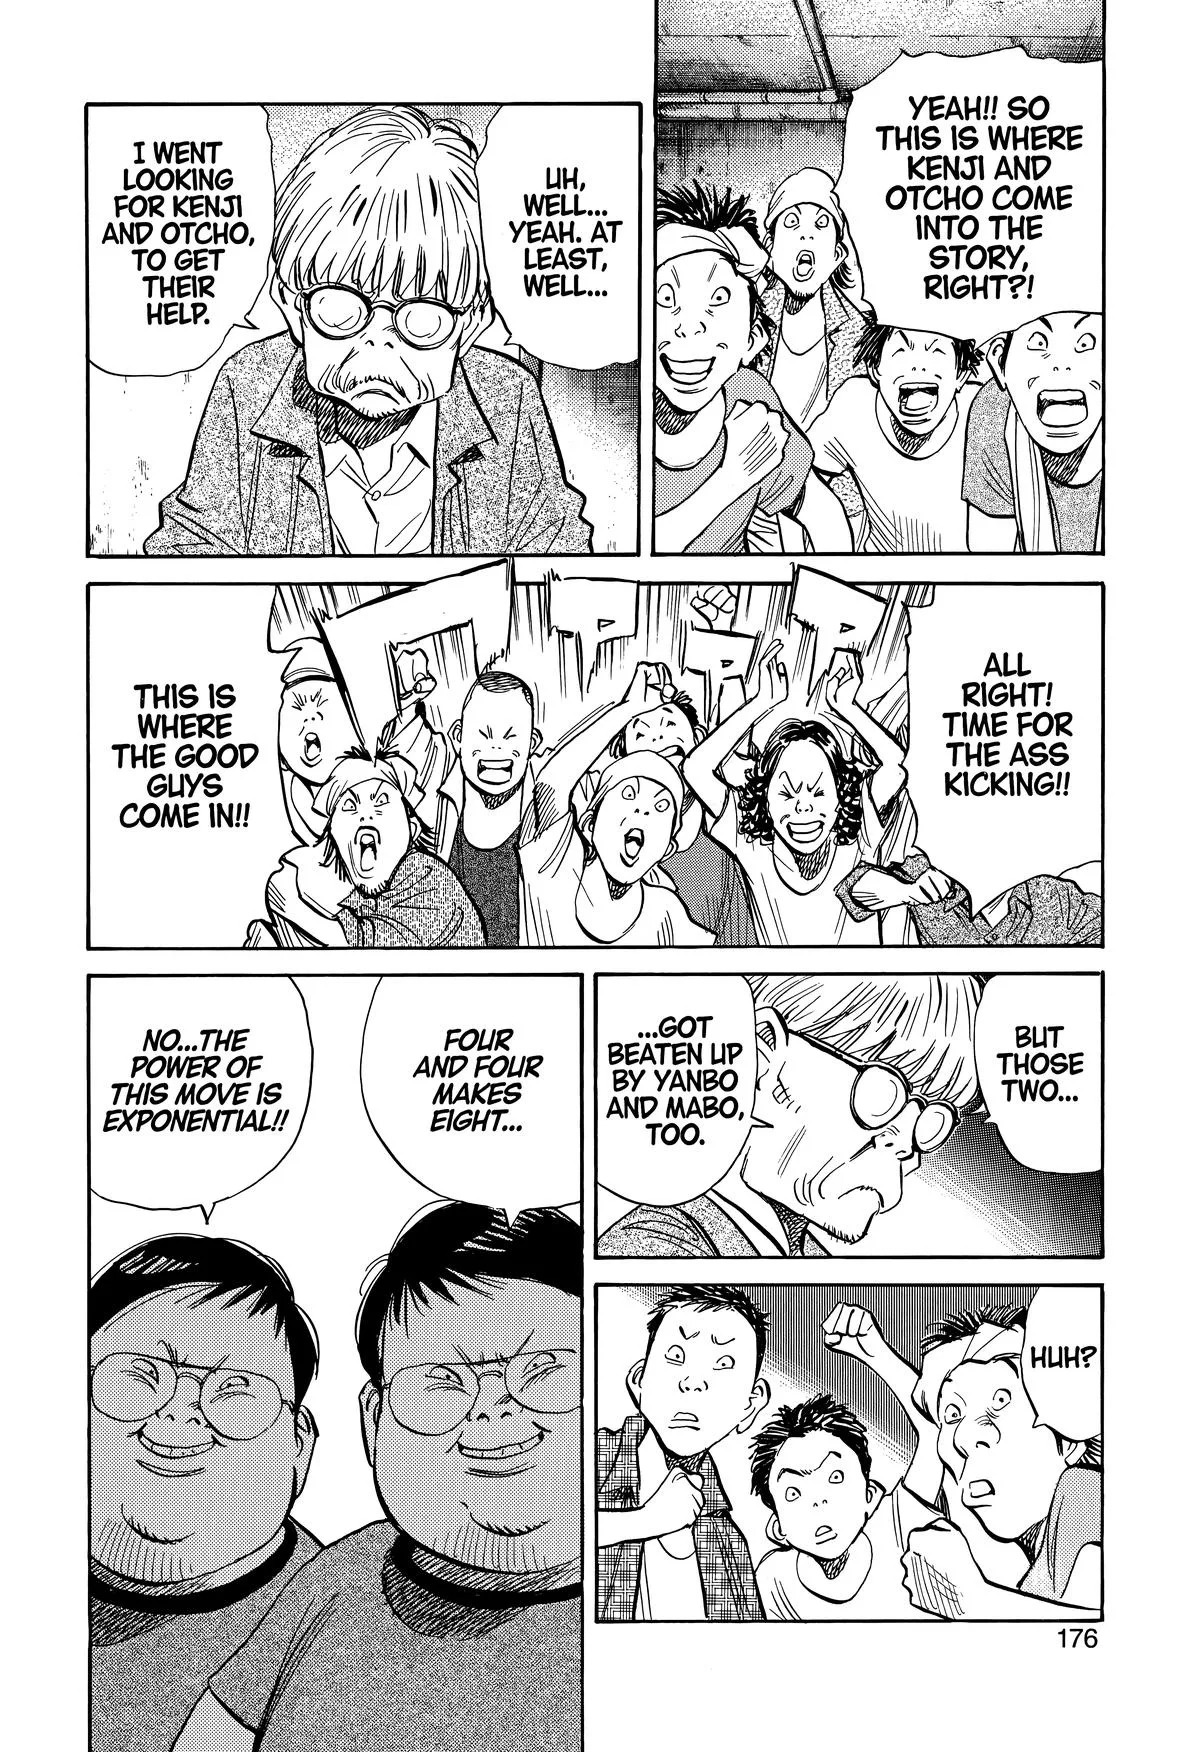 YEAH!! SO
THIS IS WHERE
KENJI AND
OTCHO COME
INTO THE
STORY,
RIGHT?!
UH,
WELL...
YEAH. AT
LEAST,
WELL...
I WENT
LOOKING
FOR KENJI
AND OTCHO,
TO GET
THEIR
HELP.
ALL
RIGHT!
TIME FOR
THE ASS
KICKING!!
THIS IS
WHERE
THE GOOD
GUYS
COME IN!!
BUT
THOSE
TWO...
...GOT
BEATEN UP
BY YANBO
AND MABO,
TOO.
HUH?
FOUR
AND FOUR
MAKES
EIGHT...
NO...THE
POWER OF
THIS MOVE IS
EXPONENTIAL!!
176